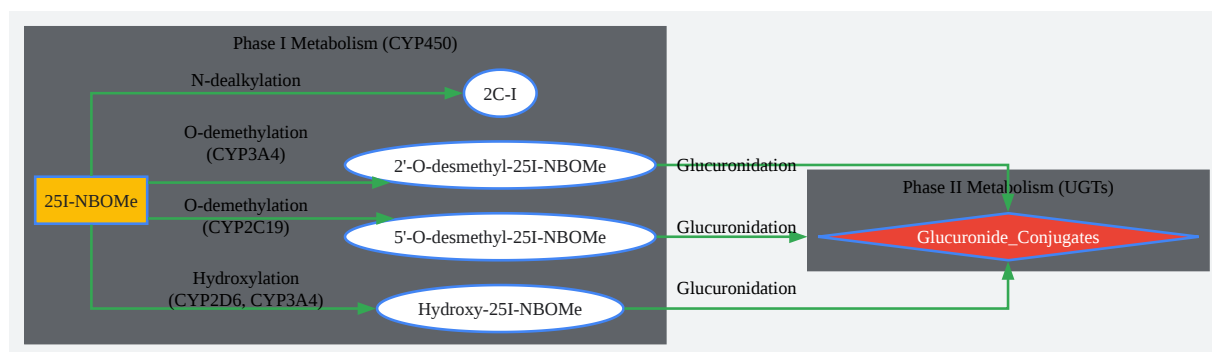 Phase I Metabolism (CYP450)
N-dealkylation
2C-I
O-demethylation
(CYP3A4)
2'-O-desmethyl-25I-NBOMe
Glucuronidation
Phase II Metabolism (UGTs)
25I-NBOMe
O-demethylation
(CYP2C19)
5'-O-desmethyl-25I-NBOMe
Glucuronidation
Glucuronide_Conjugates
Hydroxylation
(CYP2D6, CYP3A4)
Hydroxy-25I-NBOMe
Glucuronidation